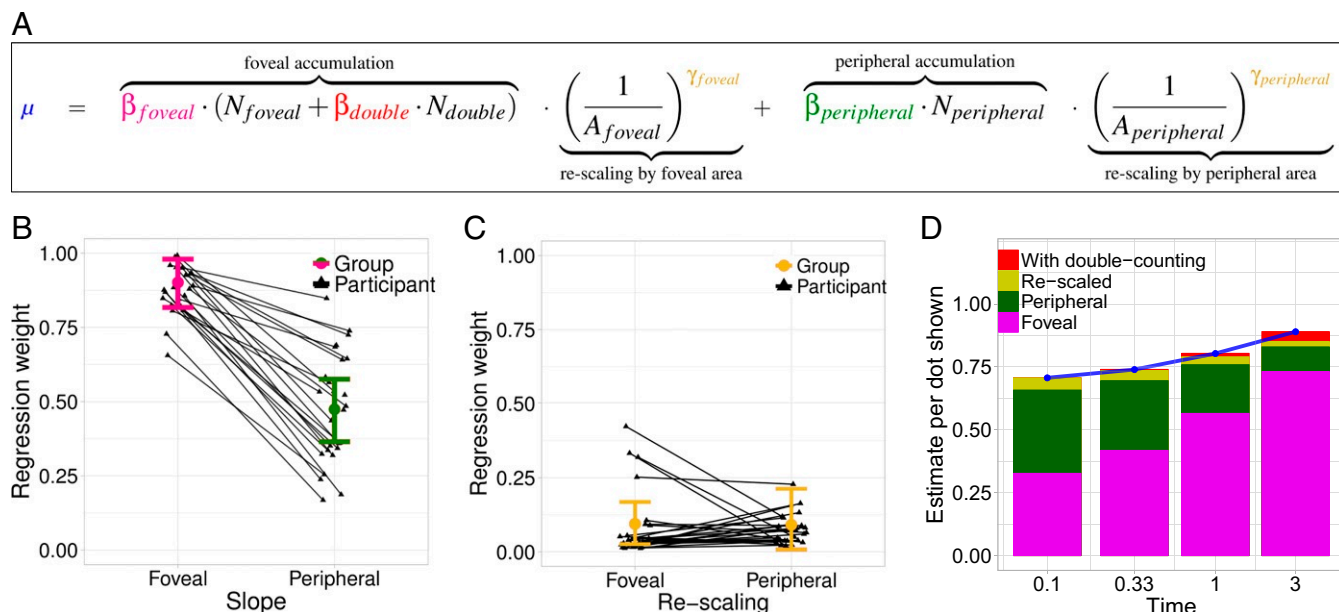 A
foveal accumulation
peripheral accumulation
μ = β_foveal · (N_foveal + β_double · N_double) · (1/A_foveal)^γ_foveal + β_peripheral · N_peripheral · (1/A_peripheral)^γ_peripheral
re-scaling by foveal area
re-scaling by peripheral area
B
Regression weight
1.00
0.75
0.50
0.25
0.00
Group
Participant
Foveal Peripheral
Slope
C
Regression weight
1.00
0.75
0.50
0.25
0.00
Group
Participant
Foveal Peripheral
Re-scaling
D
Estimate per dot shown
With double-counting
Re-scaled
Peripheral
Foveal
1.00
0.75
0.50
0.25
0.00
0.1 0.33 1 3
Time